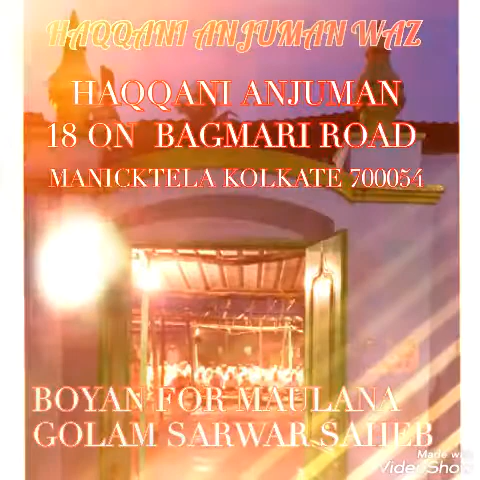 HAQQANI ANJUMAN WAZ
HAQQANI ANJUMAN
18 ON BAGMARI ROAD
MANICKTELA KOLKATE 700054
BOYAN FOR MAULANA
GOLAM SARWAR SAHEB
Made with
VideoShow